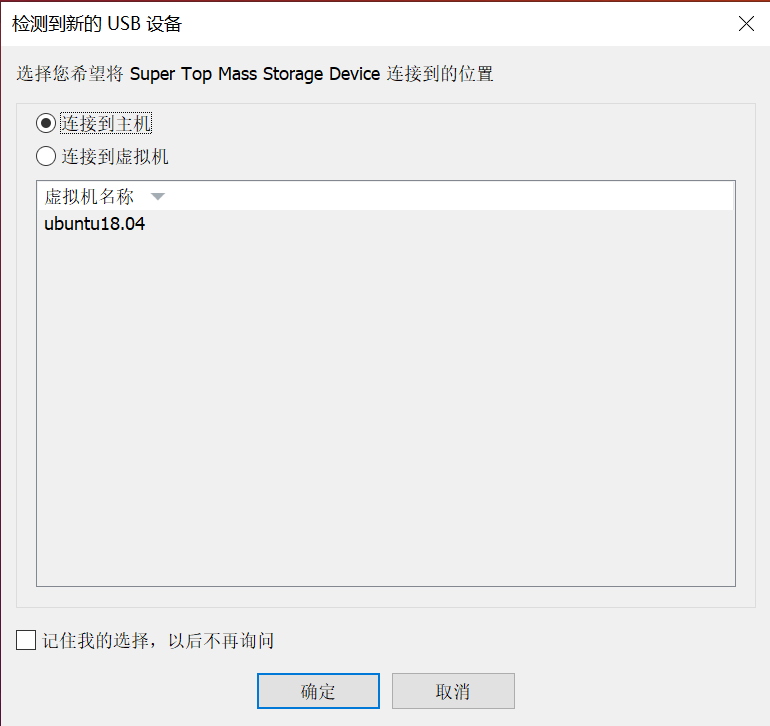 检测到新的 USB 设备
选择您希望将 Super Top Mass Storage Device 连接到的位置
连接到主机
连接到虚拟机
虚拟机名称
ubuntu18.04
记住我的选择，以后不再询问
确定
取消